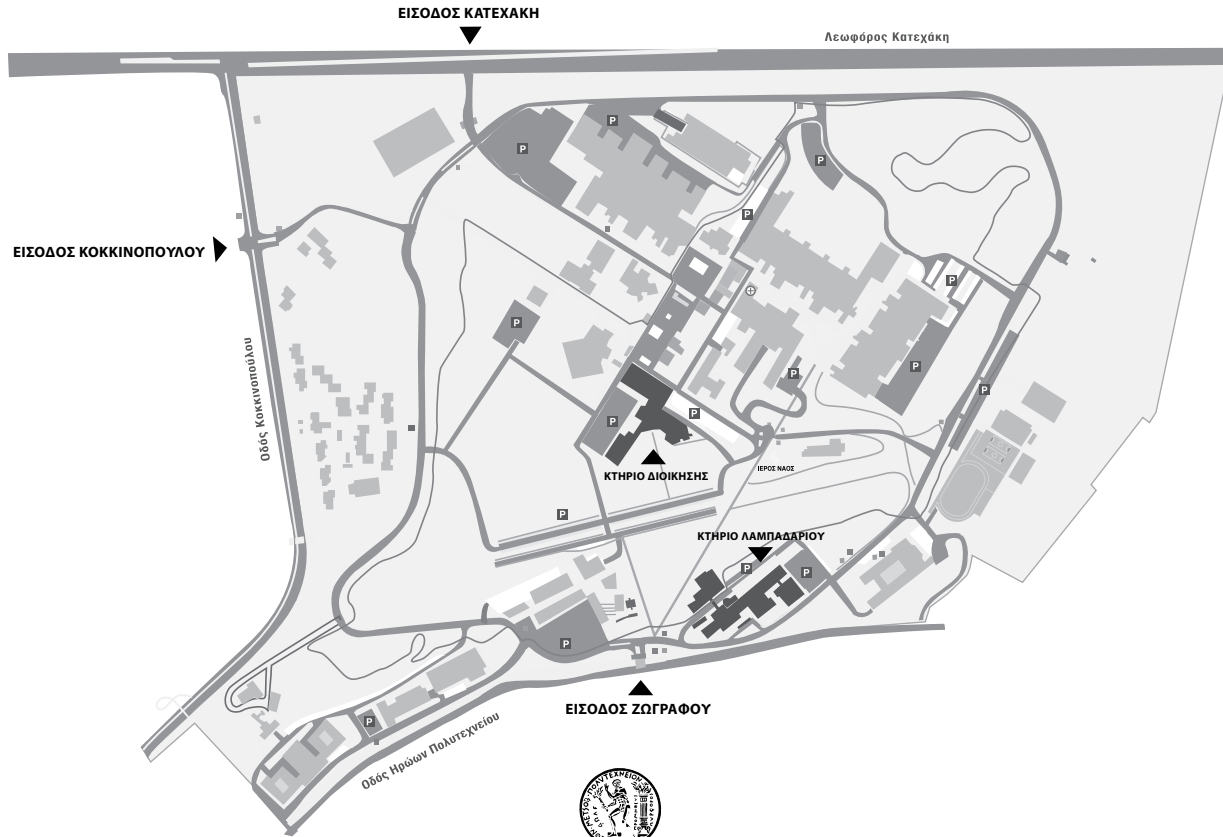 ΕΙΣΟΔΟΣ ΚΑΤΕΧΑΚΗ
Λεωφόρος Κατεχάκη
P
P
P
P
ΕΙΣΟΔΟΣ ΚΟΚΚΙΝΟΠΟΥΛΟΥ
P
P
Οδός Κοκκινοπούλου
P
P
P
P
P
ΙΕΡΟΣ ΝΑΟΣ
ΚΤΗΡΙΟ ΔΙΟΙΚΗΣΗΣ
P
ΚΤΗΡΙΟ ΛΑΜΠΑΔΑΡΙΟΥ
P
P
P
ΕΙΣΟΔΟΣ ΖΩΓΡΑΦΟΥ
P
Οδός Ηρώων Πολυτεχνείου